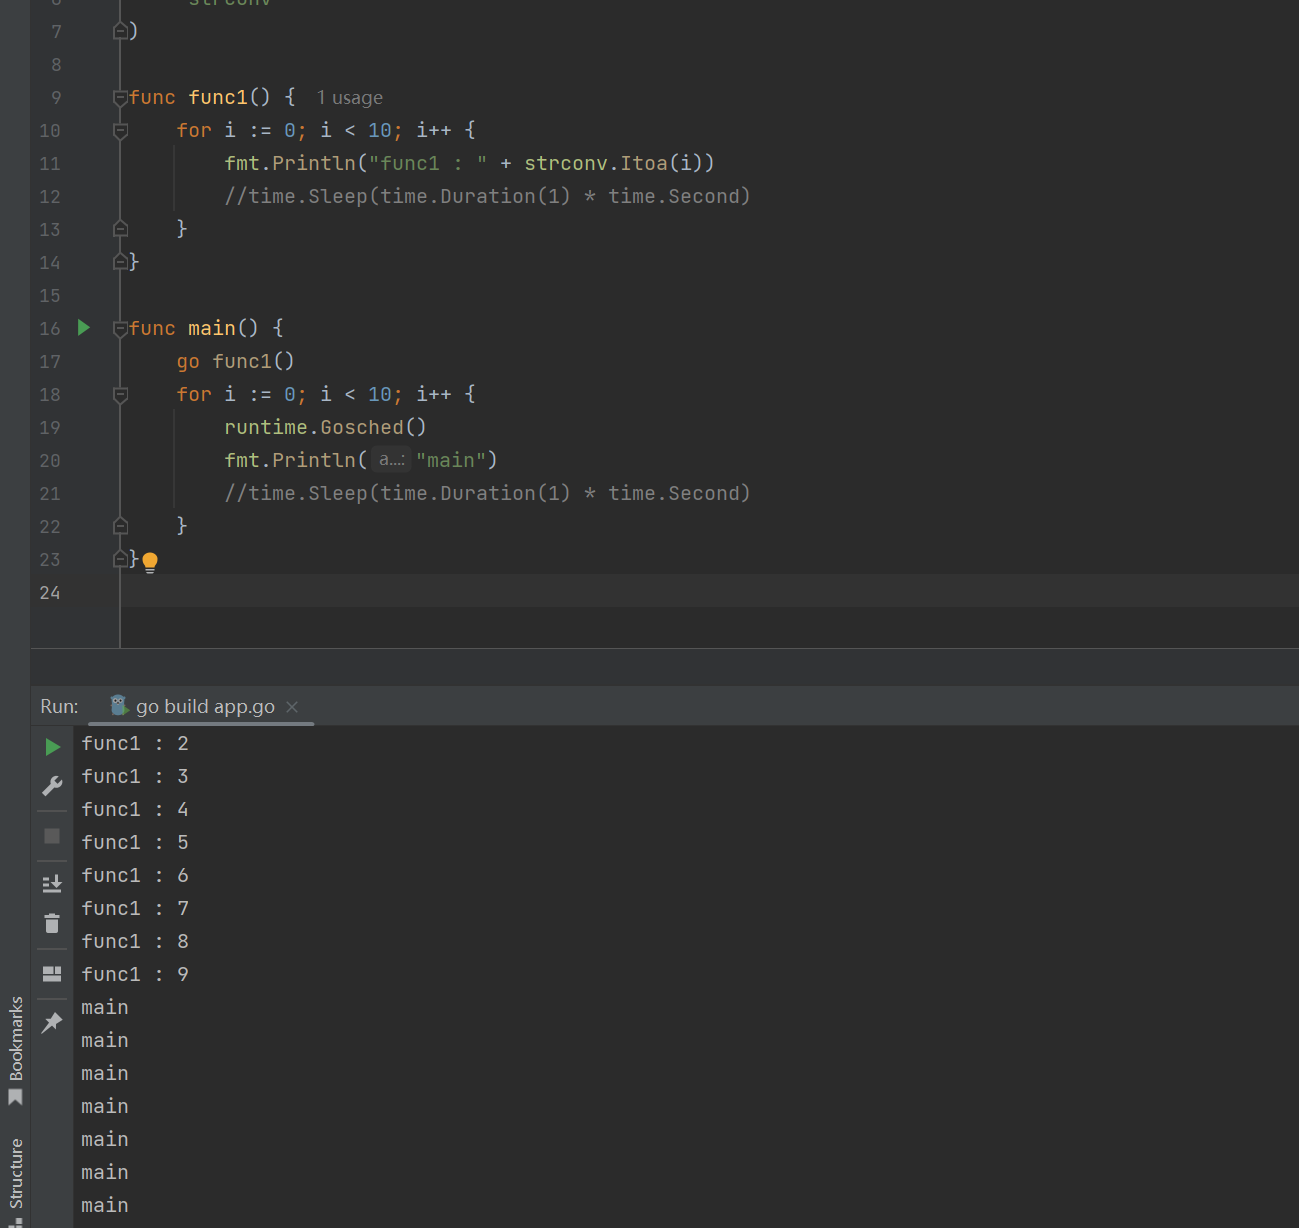 6 "strconv"
7 )
8
9 func func1() { 1 usage
10 for i := 0; i < 10; i++ {
11 fmt.Println("func1 : " + strconv.Itoa(i))
12 //time.Sleep(time.Duration(1) * time.Second)
13 }
14 }
15
16 func main() {
17 go func1()
18 for i := 0; i < 10; i++ {
19 runtime.Gosched()
20 fmt.Println( a...: "main")
21 //time.Sleep(time.Duration(1) * time.Second)
22 }
23 }
24
Run: go build app.go
func1 : 2
func1 : 3
func1 : 4
func1 : 5
func1 : 6
func1 : 7
func1 : 8
func1 : 9
main
main
main
main
main
main
main
Bookmarks
Structure